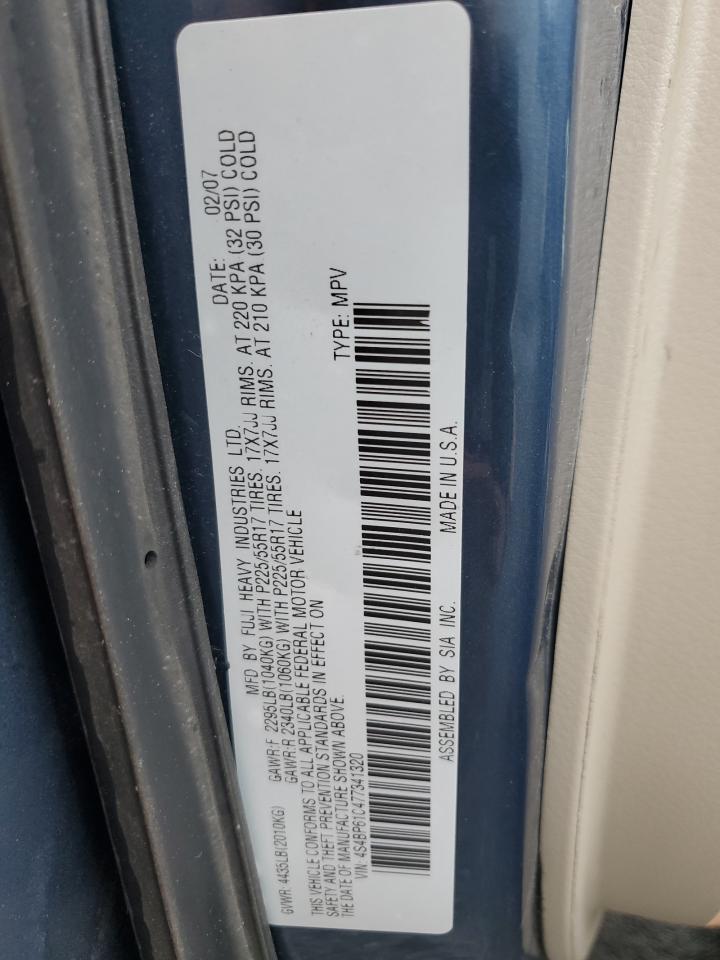 MFD BY FUJI HEAVY INDUSTRIES LTD. DATE: 02/07
GVWR: 4435LB(2010KG) GAWR:F 2295LB(1040KG) WITH P225/55R17 TIRES. 17X7JJ RIMS. AT 220 KPA (32 PSI) COLD
GAWR:R 2340LB(1060KG) WITH P225/55R17 TIRES. 17X7JJ RIMS. AT 210 KPA (30 PSI) COLD
THIS VEHICLE CONFORMS TO ALL APPLICABLE FEDERAL MOTOR VEHICLE
SAFETY AND THEFT PREVENTION STANDARDS IN EFFECT ON
THE DATE OF MANUFACTURE SHOWN ABOVE.
VIN: 4S4BP61C477341320 TYPE: MPV
ASSEMBLED BY SIA INC. MADE IN U.S.A.